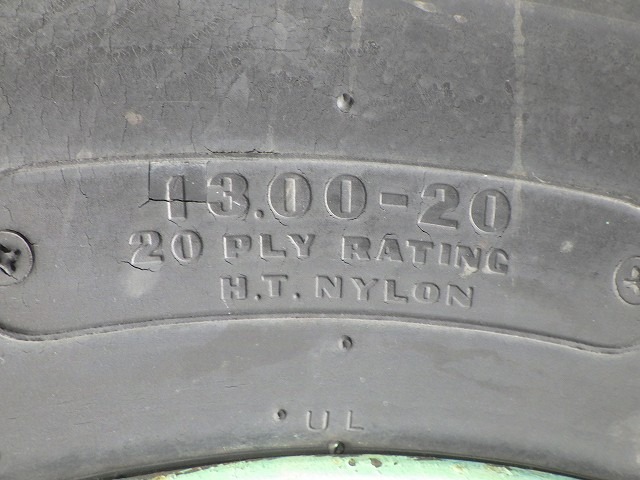 13.00-20
20 PLY RATING
H.T. NYLON
UL